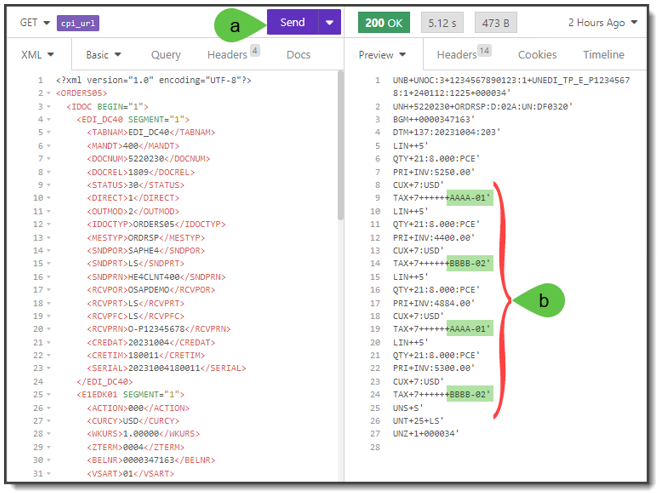 GET cpi_url a Send 200 OK 5.12 s 473 B 2 Hours Ago
XML Basic Query Headers 4 Docs Preview Headers 14 Cookies Timeline
1 <?xml version="1.0" encoding="UTF-8"?>
2 <ORDERS05>
3 <IDOC BEGIN="1">
4 <EDI_DC40 SEGMENT="1">
5 <TABNAM>EDI_DC40</TABNAM>
6 <MANDT>400</MANDT>
7 <DOCNUM>5220230</DOCNUM>
8 <DOCREL>1809</DOCREL>
9 <STATUS>30</STATUS>
10 <DIRECT>1</DIRECT>
11 <OUTMOD>2</OUTMOD>
12 <IDOCTYP>ORDERS05</IDOCTYP>
13 <MESTYP>ORDRSP</MESTYP>
14 <SNDPOR>SAPHE4</SNDPOR>
15 <SNDPRT>LS</SNDPRT>
16 <SNDPRN>HE4CLNT400</SNDPRN>
17 <RCVPOR>OSAPDEMO</RCVPOR>
18 <RCVPRT>LS</RCVPRT>
19 <RCVPFC>LS</RCVPFC>
20 <RCVPRN>O-P12345678</RCVPRN>
21 <CREDAT>20231004</CREDAT>
22 <CRETIM>180011</CRETIM>
23 <SERIAL>20231004180011</SERIAL>
24 </EDI_DC40>
25 <E1EDK01 SEGMENT="1">
26 <ACTION>000</ACTION>
27 <CURCY>USD</CURCY>
28 <WKURS>1.00000</WKURS>
29 <ZTERM>0004</ZTERM>
30 <BELNR>0000347163</BELNR>
31 <VSART>01</VSART>
1 UNB+UNOC:3+1234567890123:1+UNEDI_TP_E_P1234567
8:1+240112:1225+000034'
2 UNH+5220230+ORDRSP:D:02A:UN:DF0320'
3 BGM++0000347163'
4 DTM+137:20231004:203'
5 LIN++5'
6 QTY+21:8.000:PCE'
7 PRI+INV:5250.00'
8 CUX+7:USD'
9 TAX+7++++++AAAA-01'
10 LIN++5'
11 QTY+21:8.000:PCE'
12 PRI+INV:4400.00'
13 CUX+7:USD'
14 TAX+7++++++BBBB-02'
15 LIN++5'
16 QTY+21:8.000:PCE'
17 PRI+INV:4884.00'
18 CUX+7:USD'
19 TAX+7++++++AAAA-01'
20 LIN++5'
21 QTY+21:8.000:PCE'
22 PRI+INV:5300.00'
23 CUX+7:USD'
24 TAX+7++++++BBBB-02'
25 UNS+S'
26 UNT+25+LS'
27 UNZ+1+000034'
28
b